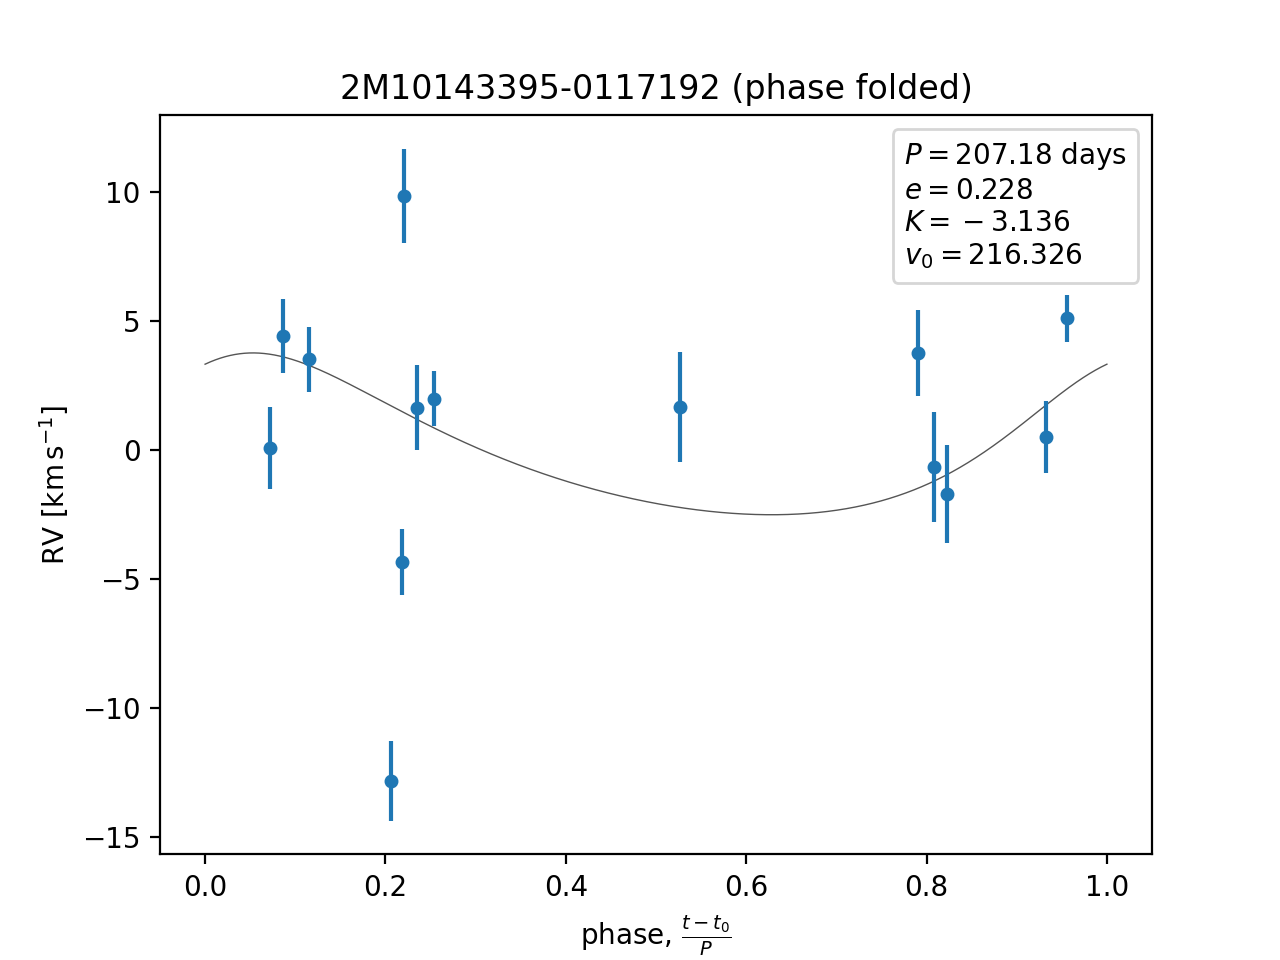 2M10143395-0117192 (phase folded)
P = 207.18 days
e = 0.228
K = −3.136
v₀ = 216.326
10
5
0
−5
−10
−15
RV [km s⁻¹]
0.0 0.2 0.4 0.6 0.8 1.0
phase, (t − t₀)/P